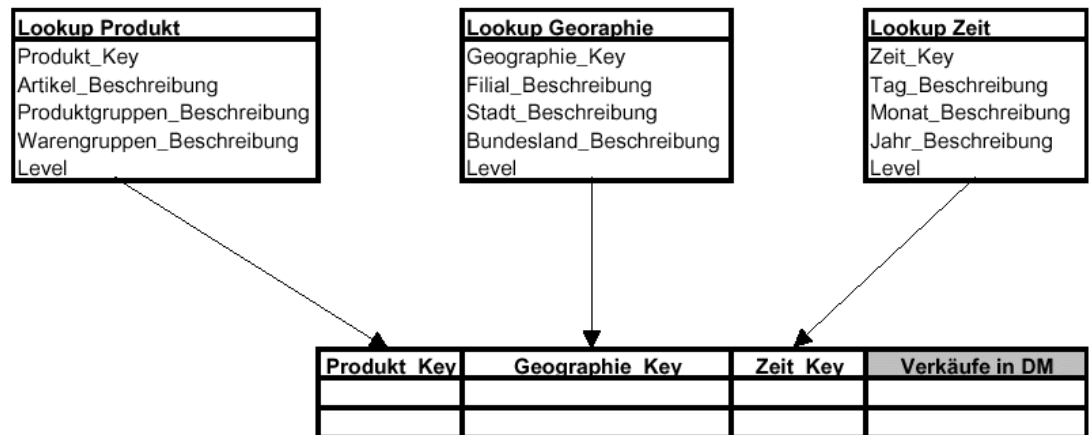 Lookup Produkt
Produkt_Key
Artikel_Beschreibung
Produktgruppen_Beschreibung
Warengruppen_Beschreibung
Level
Lookup Georaphie
Geographie_Key
Filial_Beschreibung
Stadt_Beschreibung
Bundesland_Beschreibung
Level
Lookup Zeit
Zeit_Key
Tag_Beschreibung
Monat_Beschreibung
Jahr_Beschreibung
Level
Produkt_Key Geographie_Key Zeit_Key Verkäufe in DM